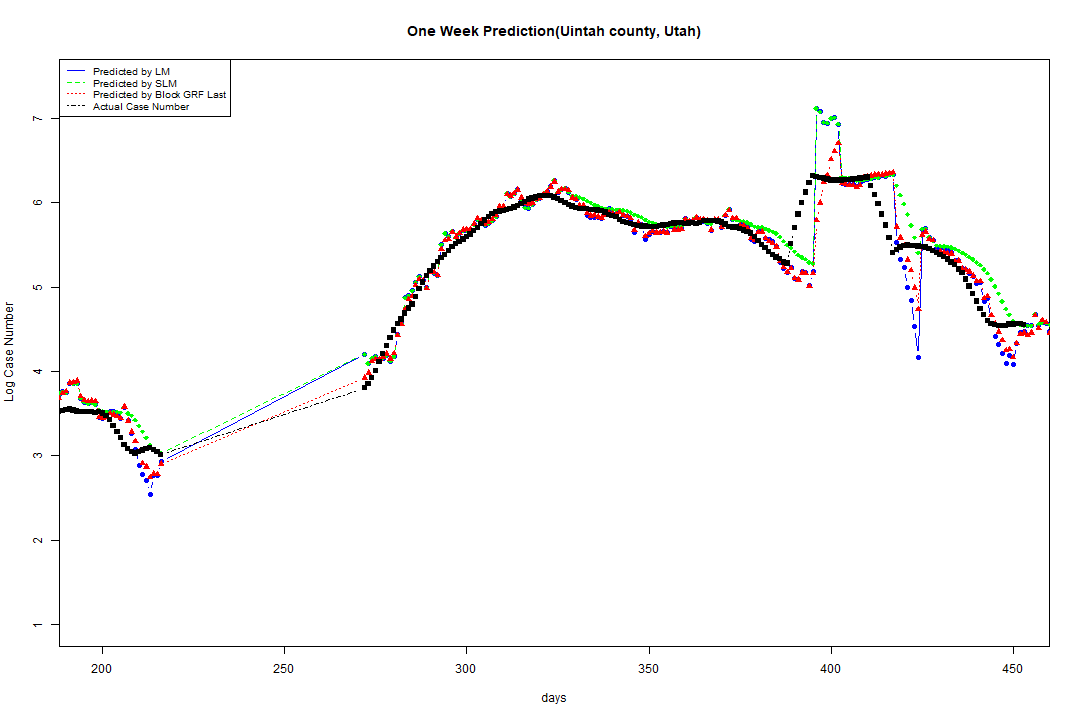 One Week Prediction(Uintah county, Utah)
Predicted by LM
Predicted by SLM
Predicted by Block GRF Last
Actual Case Number
7
6
5
4
3
2
1
Log Case Number
200 250 300 350 400 450
days